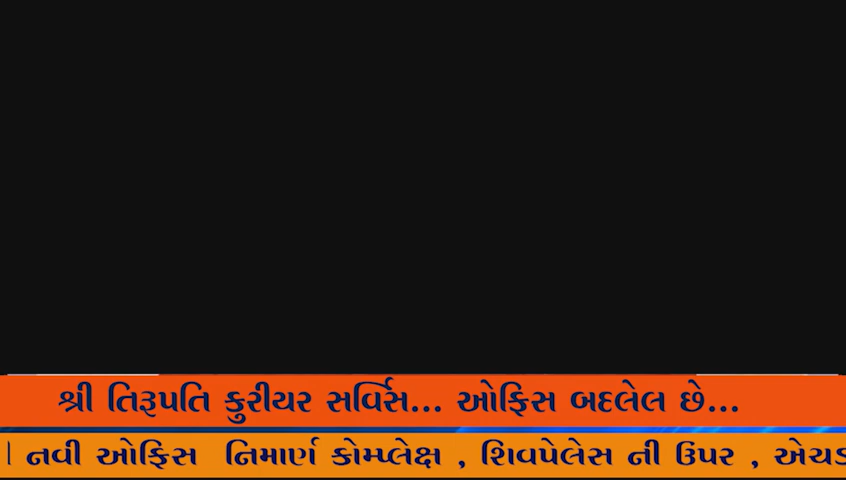 શ્રી તિરૂપતિ કુરીયર સર્વિસ... ઓફિસ બદલેલ છે...
નવી ઓફિસ નિમાર્ણ કોમ્પ્લેક્ષ , શિવપેલેસ ની ઉપર ,